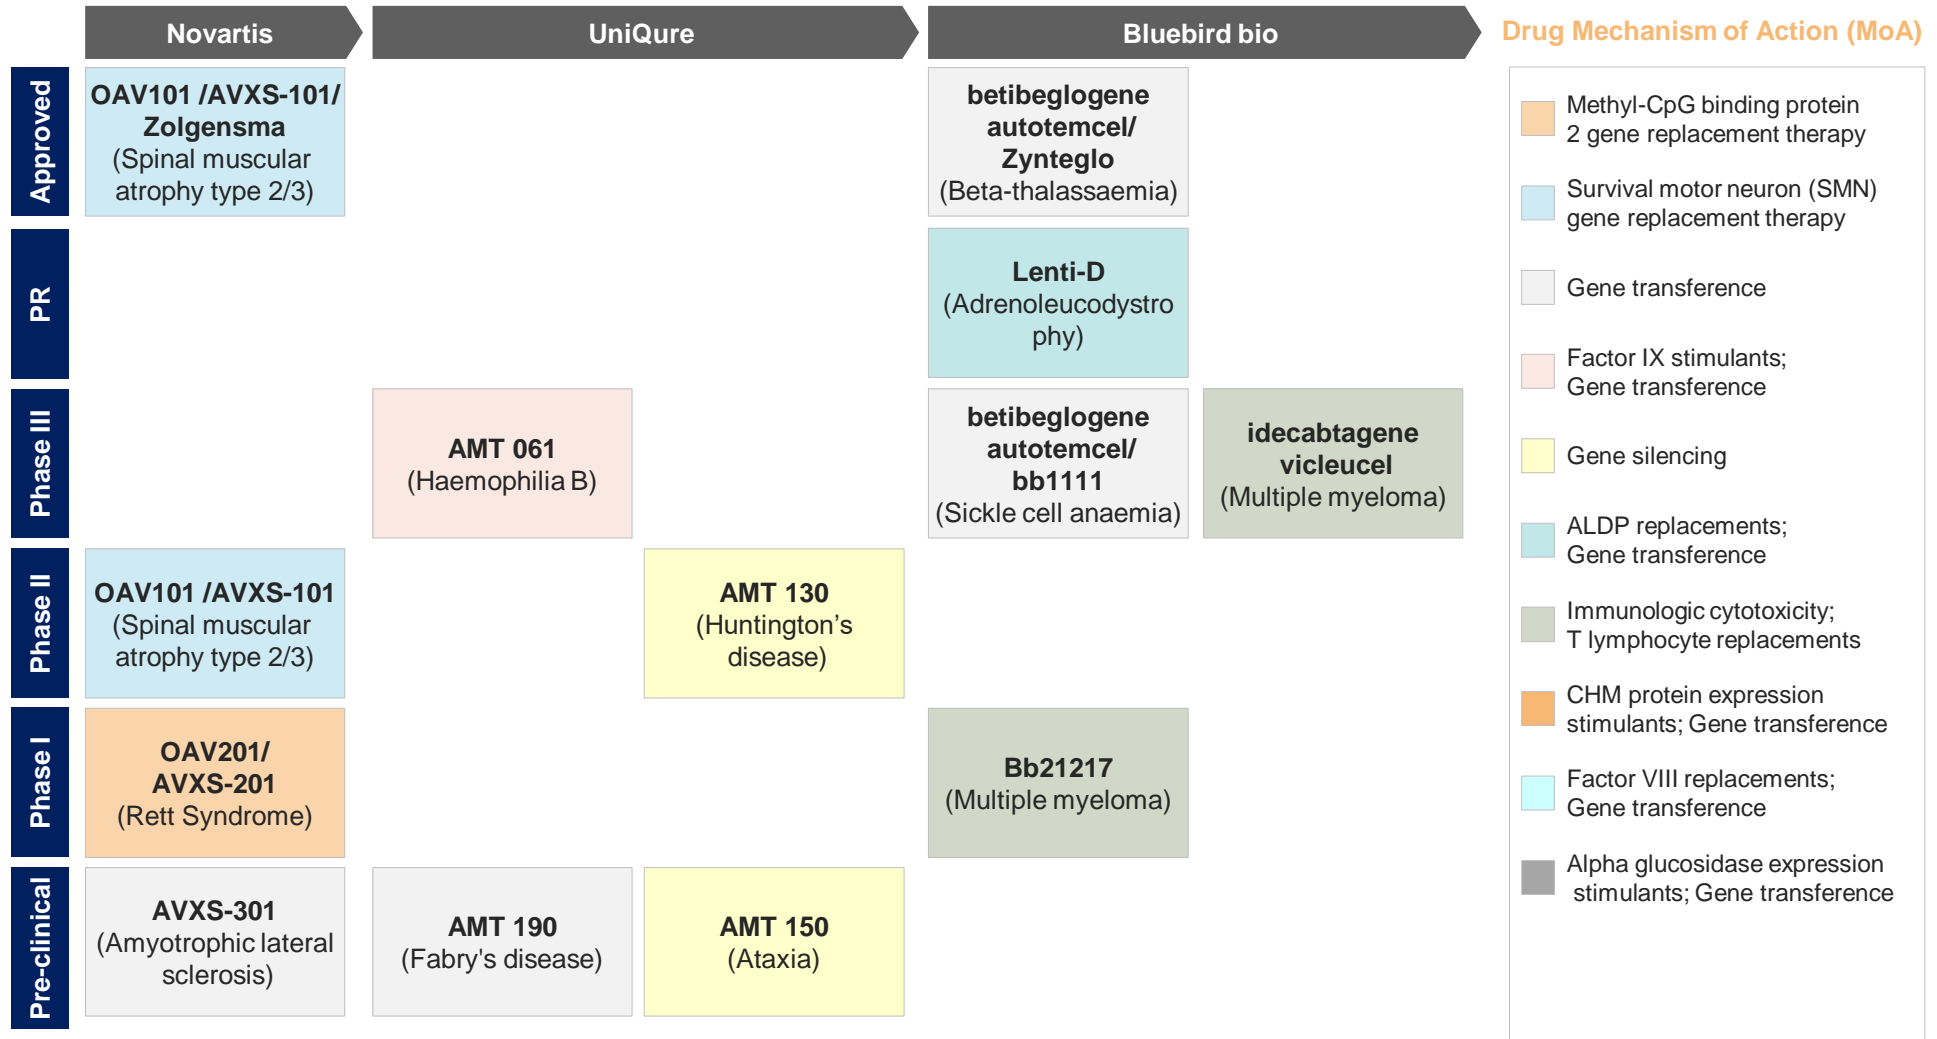 Novartis
UniQure
Bluebird bio
Drug Mechanism of Action (MoA)
Approved
OAV101 /AVXS-101/
Zolgensma
(Spinal muscular
atrophy type 2/3)
betibeglogene
autotemcel/
Zynteglo
(Beta-thalassaemia)
PR
Lenti-D
(Adrenoleucodystro
phy)
Phase III
AMT 061
(Haemophilia B)
betibeglogene
autotemcel/
bb1111
(Sickle cell anaemia)
idecabtagene
vicleucel
(Multiple myeloma)
Phase II
OAV101 /AVXS-101
(Spinal muscular
atrophy type 2/3)
AMT 130
(Huntington’s
disease)
Phase I
OAV201/
AVXS-201
(Rett Syndrome)
Bb21217
(Multiple myeloma)
Pre-clinical
AVXS-301
(Amyotrophic lateral
sclerosis)
AMT 190
(Fabry's disease)
AMT 150
(Ataxia)
Methyl-CpG binding protein
2 gene replacement therapy
Survival motor neuron (SMN)
gene replacement therapy
Gene transference
Factor IX stimulants;
Gene transference
Gene silencing
ALDP replacements;
Gene transference
Immunologic cytotoxicity;
T lymphocyte replacements
CHM protein expression
stimulants; Gene transference
Factor VIII replacements;
Gene transference
Alpha glucosidase expression
stimulants; Gene transference